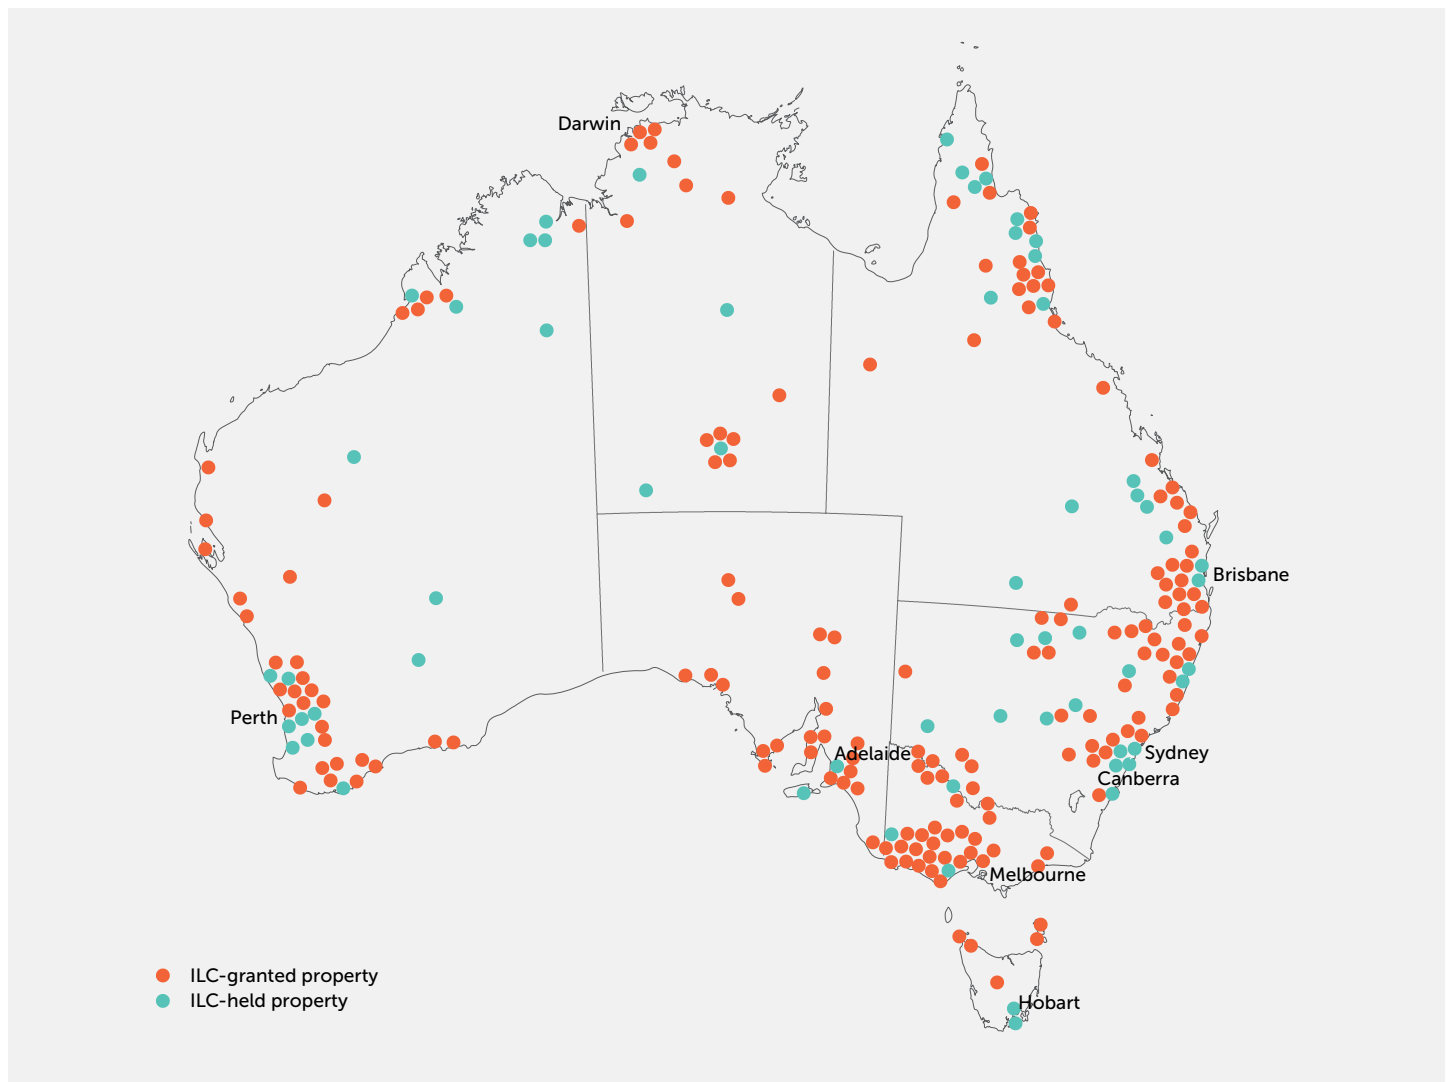 Darwin
Brisbane
Perth
Adelaide
Sydney
Canberra
Melbourne
ILC-granted property
ILC-held property
Hobart